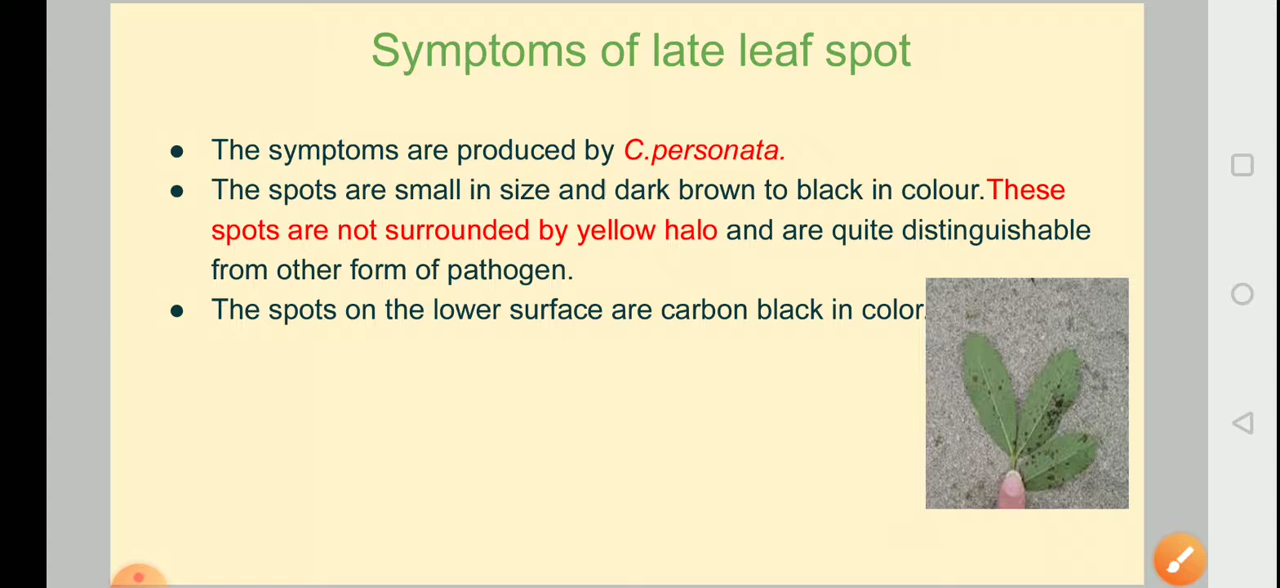 Symptoms of late leaf spot
● The symptoms are produced by C.personata.
● The spots are small in size and dark brown to black in colour.These
spots are not surrounded by yellow halo and are quite distinguishable
from other form of pathogen.
● The spots on the lower surface are carbon black in color.